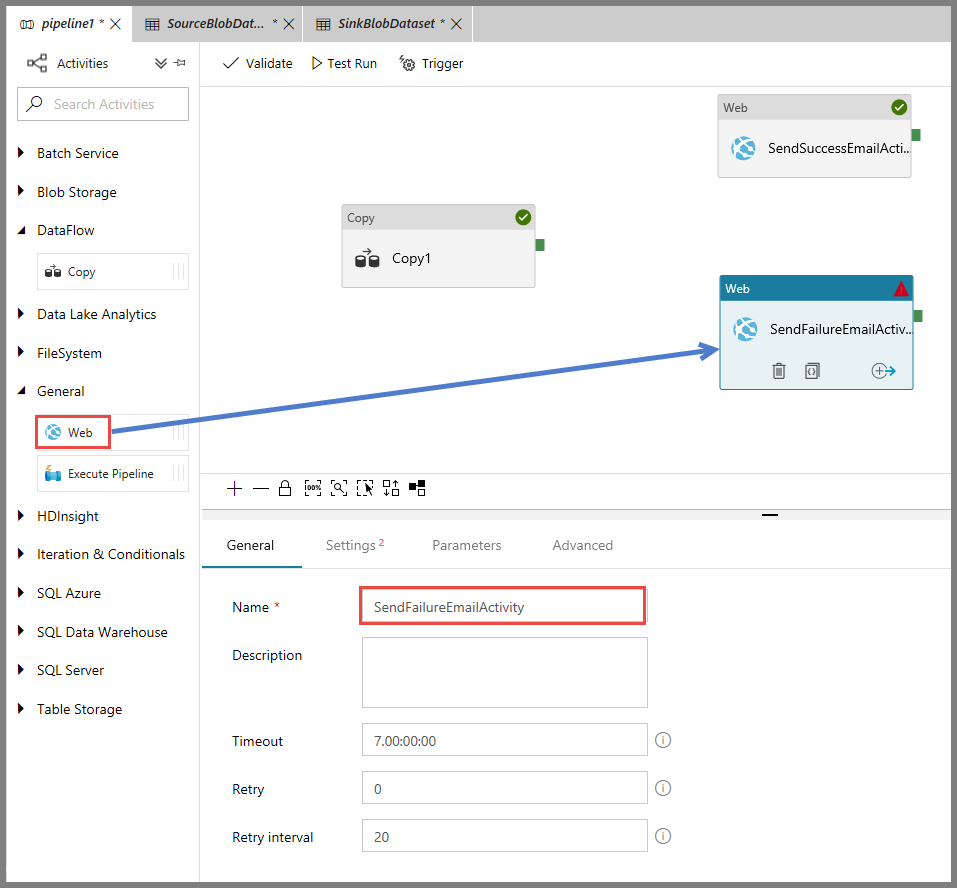 pipeline1 *
SourceBlobDat... *
SinkBlobDataset *
Activities
Validate
Test Run
Trigger
Search Activities
Batch Service
Blob Storage
DataFlow
Copy
Data Lake Analytics
FileSystem
General
Web
Execute Pipeline
HDInsight
Iteration & Conditionals
SQL Azure
SQL Data Warehouse
SQL Server
Table Storage
Web
SendSuccessEmailActi...
Copy
Copy1
Web
SendFailureEmailActiv...
100%
General
Settings 2
Parameters
Advanced
Name *
SendFailureEmailActivity
Description
Timeout
7.00:00:00
Retry
0
Retry interval
20